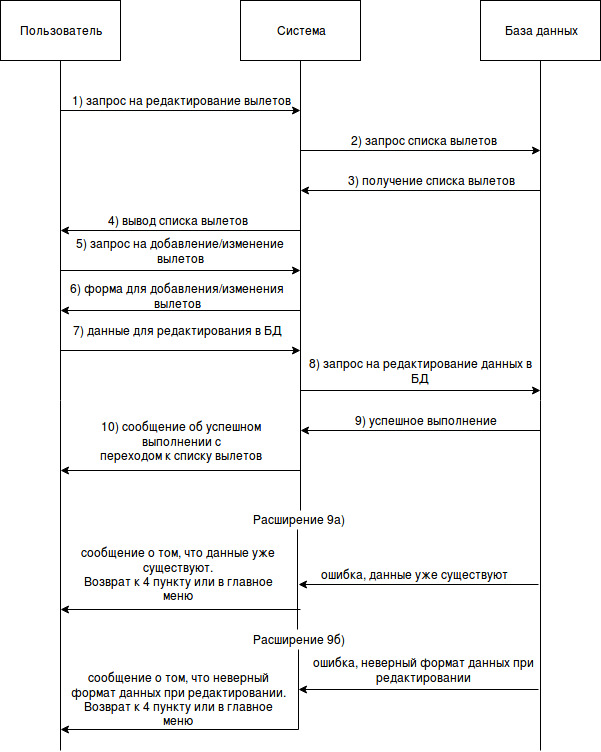 Пользователь
Система
База данных
1) запрос на редактирование вылетов
2) запрос списка вылетов
3) получение списка вылетов
4) вывод списка вылетов
5) запрос на добавление/изменение
вылетов
6) форма для добавления/изменения
вылетов
7) данные для редактирования в БД
8) запрос на редактирование данных в
БД
9) успешное выполнение
10) сообщение об успешном
выполнении с
переходом к списку вылетов
Расширение 9а)
сообщение о том, что данные уже
существуют.
Возврат к 4 пункту или в главное
меню
ошибка, данные уже существуют
Расширение 9б)
ошибка, неверный формат данных при
редактировании
сообщение о том, что неверный
формат данных при редактировании.
Возврат к 4 пункту или в главное
меню